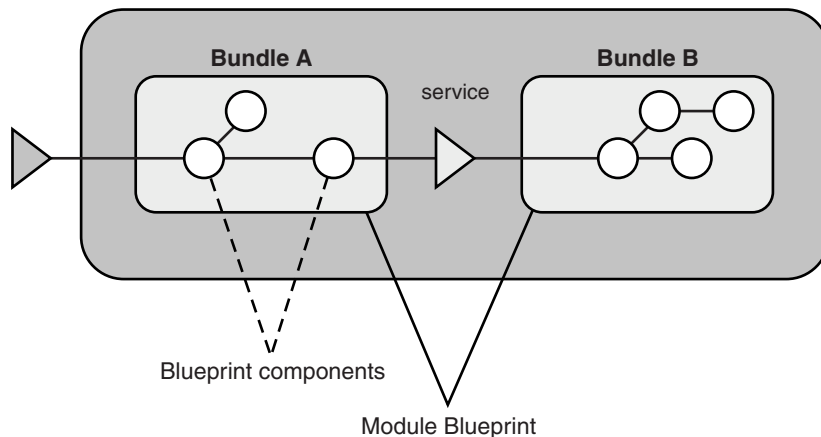 Bundle A
Bundle B
service
Blueprint components
Module Blueprint